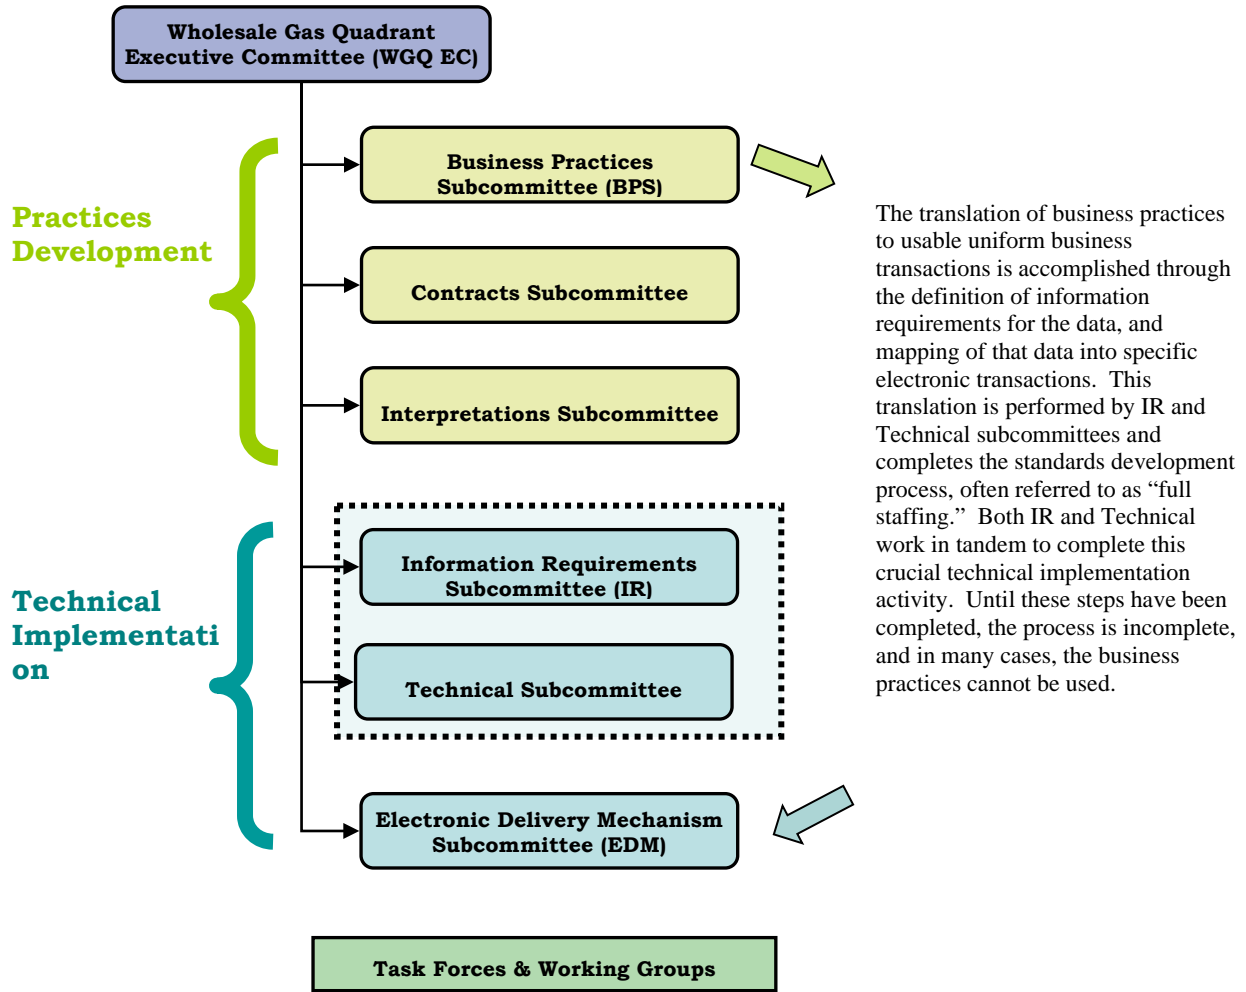 Wholesale Gas Quadrant
Executive Committee (WGQ EC)
Practices
Development
Business Practices
Subcommittee (BPS)
Contracts Subcommittee
Interpretations Subcommittee
Technical
Implementati
on
Information Requirements
Subcommittee (IR)
Technical Subcommittee
Electronic Delivery Mechanism
Subcommittee (EDM)
Task Forces & Working Groups
The translation of business practices
to usable uniform business
transactions is accomplished through
the definition of information
requirements for the data, and
mapping of that data into specific
electronic transactions.  This
translation is performed by IR and
Technical subcommittees and
completes the standards development
process, often referred to as “full
staffing.”  Both IR and Technical
work in tandem to complete this
crucial technical implementation
activity.  Until these steps have been
completed, the process is incomplete,
and in many cases, the business
practices cannot be used.